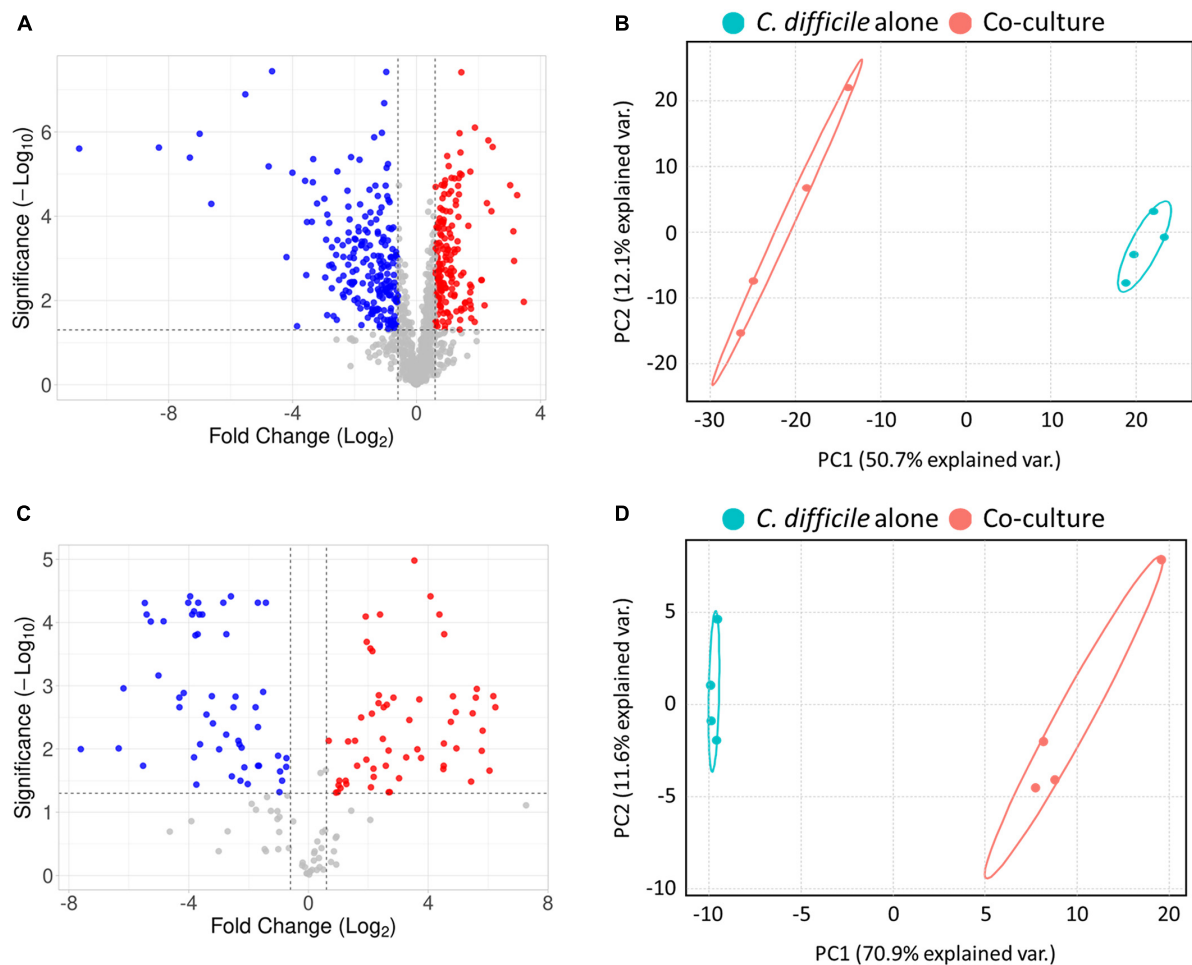 A
Significance (−Log10)
6
4
2
0
-8
-4
0
4
Fold Change (Log2)
B
C. difficile alone
Co-culture
PC2 (12.1% explained var.)
20
10
0
-10
-20
-30
-20
-10
0
10
20
PC1 (50.7% explained var.)
C
Significance (−Log10)
5
4
3
2
1
0
-8
-4
0
4
8
Fold Change (Log2)
D
C. difficile alone
Co-culture
PC2 (11.6% explained var.)
5
0
-5
-10
-10
-5
0
5
10
20
PC1 (70.9% explained var.)